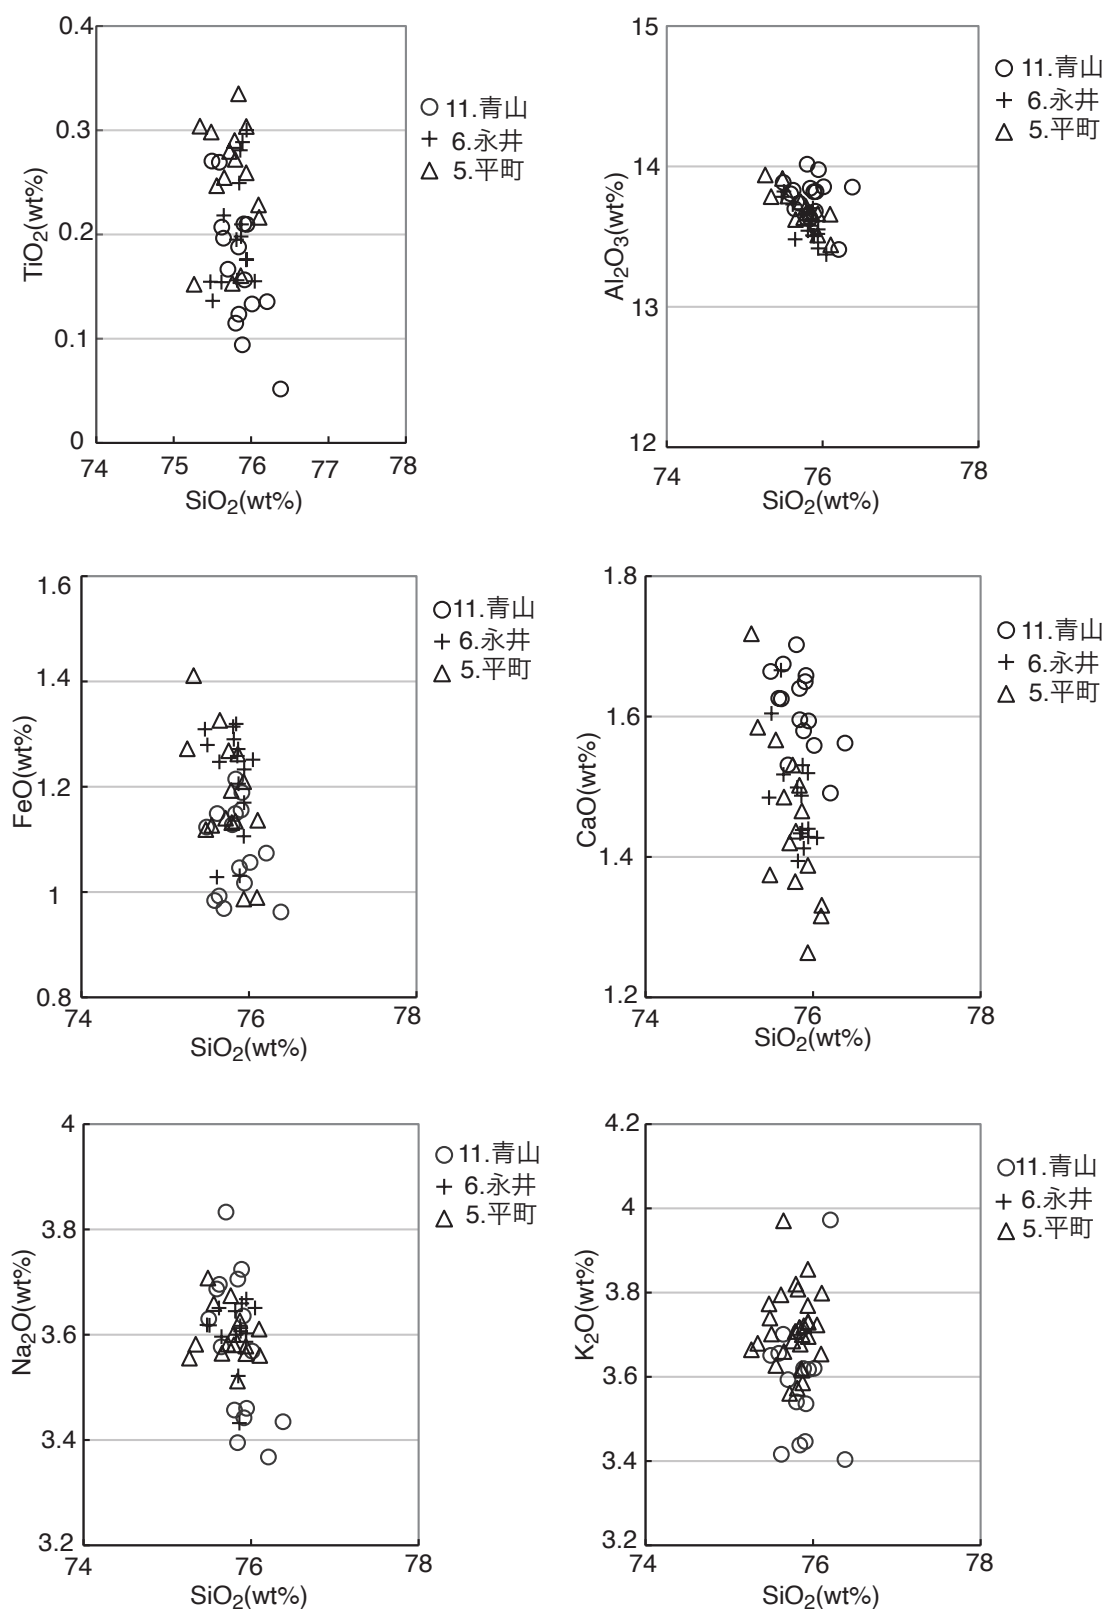 0.4
0.3
0.2
0.1
0
TiO2(wt%)
74 75 76 77 78
SiO2(wt%)
11.青山
6.永井
5.平町
15
14
13
12
Al2O3(wt%)
74 76 78
SiO2(wt%)
11.青山
6.永井
5.平町
1.6
1.4
1.2
1
0.8
FeO(wt%)
74 76 78
SiO2(wt%)
11.青山
6.永井
5.平町
1.8
1.6
1.4
1.2
CaO(wt%)
74 76 78
SiO2(wt%)
11.青山
6.永井
5.平町
4
3.8
3.6
3.4
3.2
Na2O(wt%)
74 76 78
SiO2(wt%)
11.青山
6.永井
5.平町
4.2
4
3.8
3.6
3.4
3.2
K2O(wt%)
74 76 78
SiO2(wt%)
11.青山
6.永井
5.平町